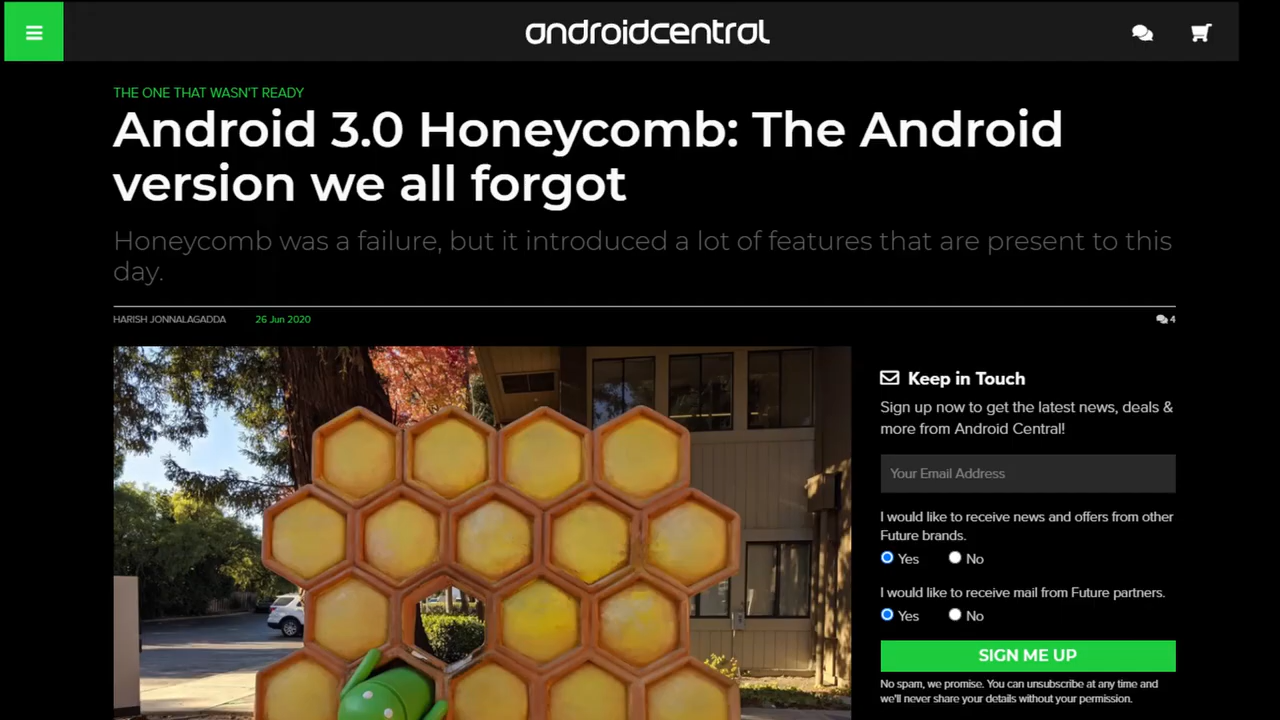 androidcentral
THE ONE THAT WASN'T READY
Android 3.0 Honeycomb: The Android
version we all forgot
Honeycomb was a failure, but it introduced a lot of features that are present to this
day.
HARISH JONNALAGADDA 26 Jun 2020 4
Keep in Touch
Sign up now to get the latest news, deals &
more from Android Central!
Your Email Address
I would like to receive news and offers from other
Future brands.
Yes No
I would like to receive mail from Future partners.
Yes No
SIGN ME UP
No spam, we promise. You can unsubscribe at any time and
we'll never share your details without your permission.